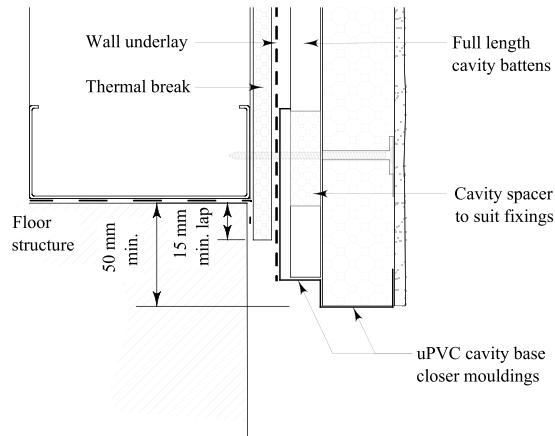 Wall underlay
Full length
cavity battens
Thermal break
Cavity spacer
to suit fixings
Floor
structure
50 mm
min.
15 mm
min. lap
uPVC cavity base
closer mouldings